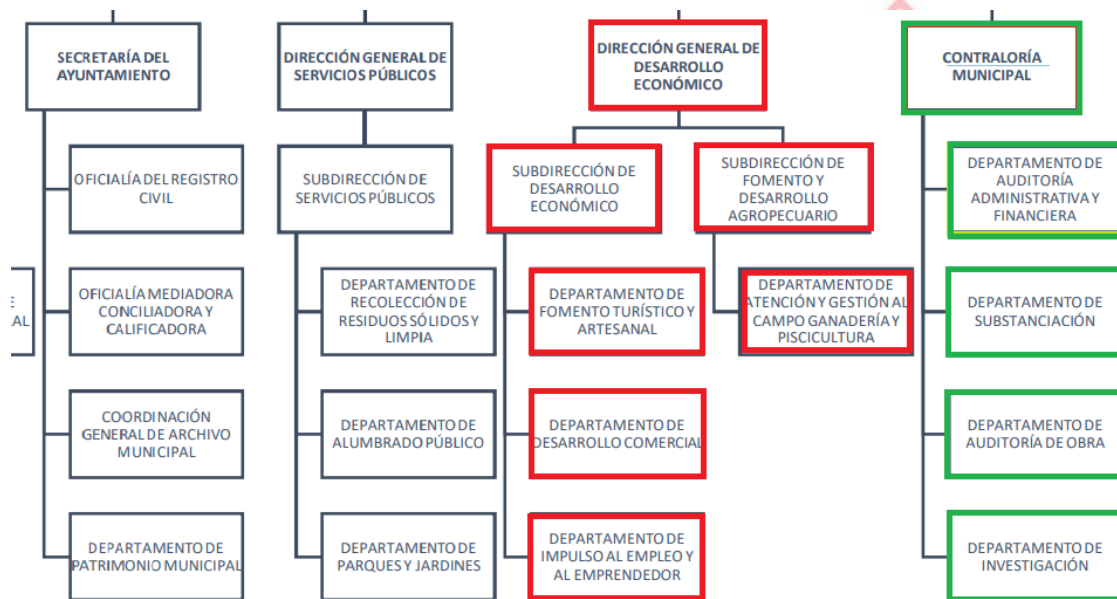 SECRETARÍA DEL
AYUNTAMIENTO
DIRECCIÓN GENERAL DE
SERVICIOS PÚBLICOS
DIRECCIÓN GENERAL DE
DESARROLLO
ECONÓMICO
CONTRALORÍA
MUNICIPAL
OFICIALÍA DEL REGISTRO
CIVIL
SUBDIRECCIÓN DE
SERVICIOS PÚBLICOS
SUBDIRECCIÓN DE
DESARROLLO
ECONÓMICO
SUBDIRECCIÓN DE
FOMENTO Y
DESARROLLO
AGROPECUARIO
DEPARTAMENTO DE
AUDITORÍA
ADMINISTRATIVA Y
FINANCIERA
OFICIALÍA MEDIADORA
CONCILIADORA Y
CALIFICADORA
DEPARTAMENTO DE
RECOLECCIÓN DE
RESIDUOS SÓLIDOS Y
LIMPIA
DEPARTAMENTO DE
FOMENTO TURÍSTICO Y
ARTESANAL
DEPARTAMENTO DE
ATENCIÓN Y GESTIÓN AL
CAMPO GANADERÍA Y
PISCICULTURA
DEPARTAMENTO DE
SUBSTANCIACIÓN
COORDINACIÓN
GENERAL DE ARCHIVO
MUNICIPAL
DEPARTAMENTO DE
ALUMBRADO PÚBLICO
DEPARTAMENTO DE
DESARROLLO COMERCIAL
DEPARTAMENTO DE
AUDITORÍA DE OBRA
DEPARTAMENTO DE
PATRIMONIO MUNICIPAL
DEPARTAMENTO DE
PARQUES Y JARDINES
DEPARTAMENTO DE
IMPULSO AL EMPLEO Y
AL EMPRENDEDOR
DEPARTAMENTO DE
INVESTIGACIÓN